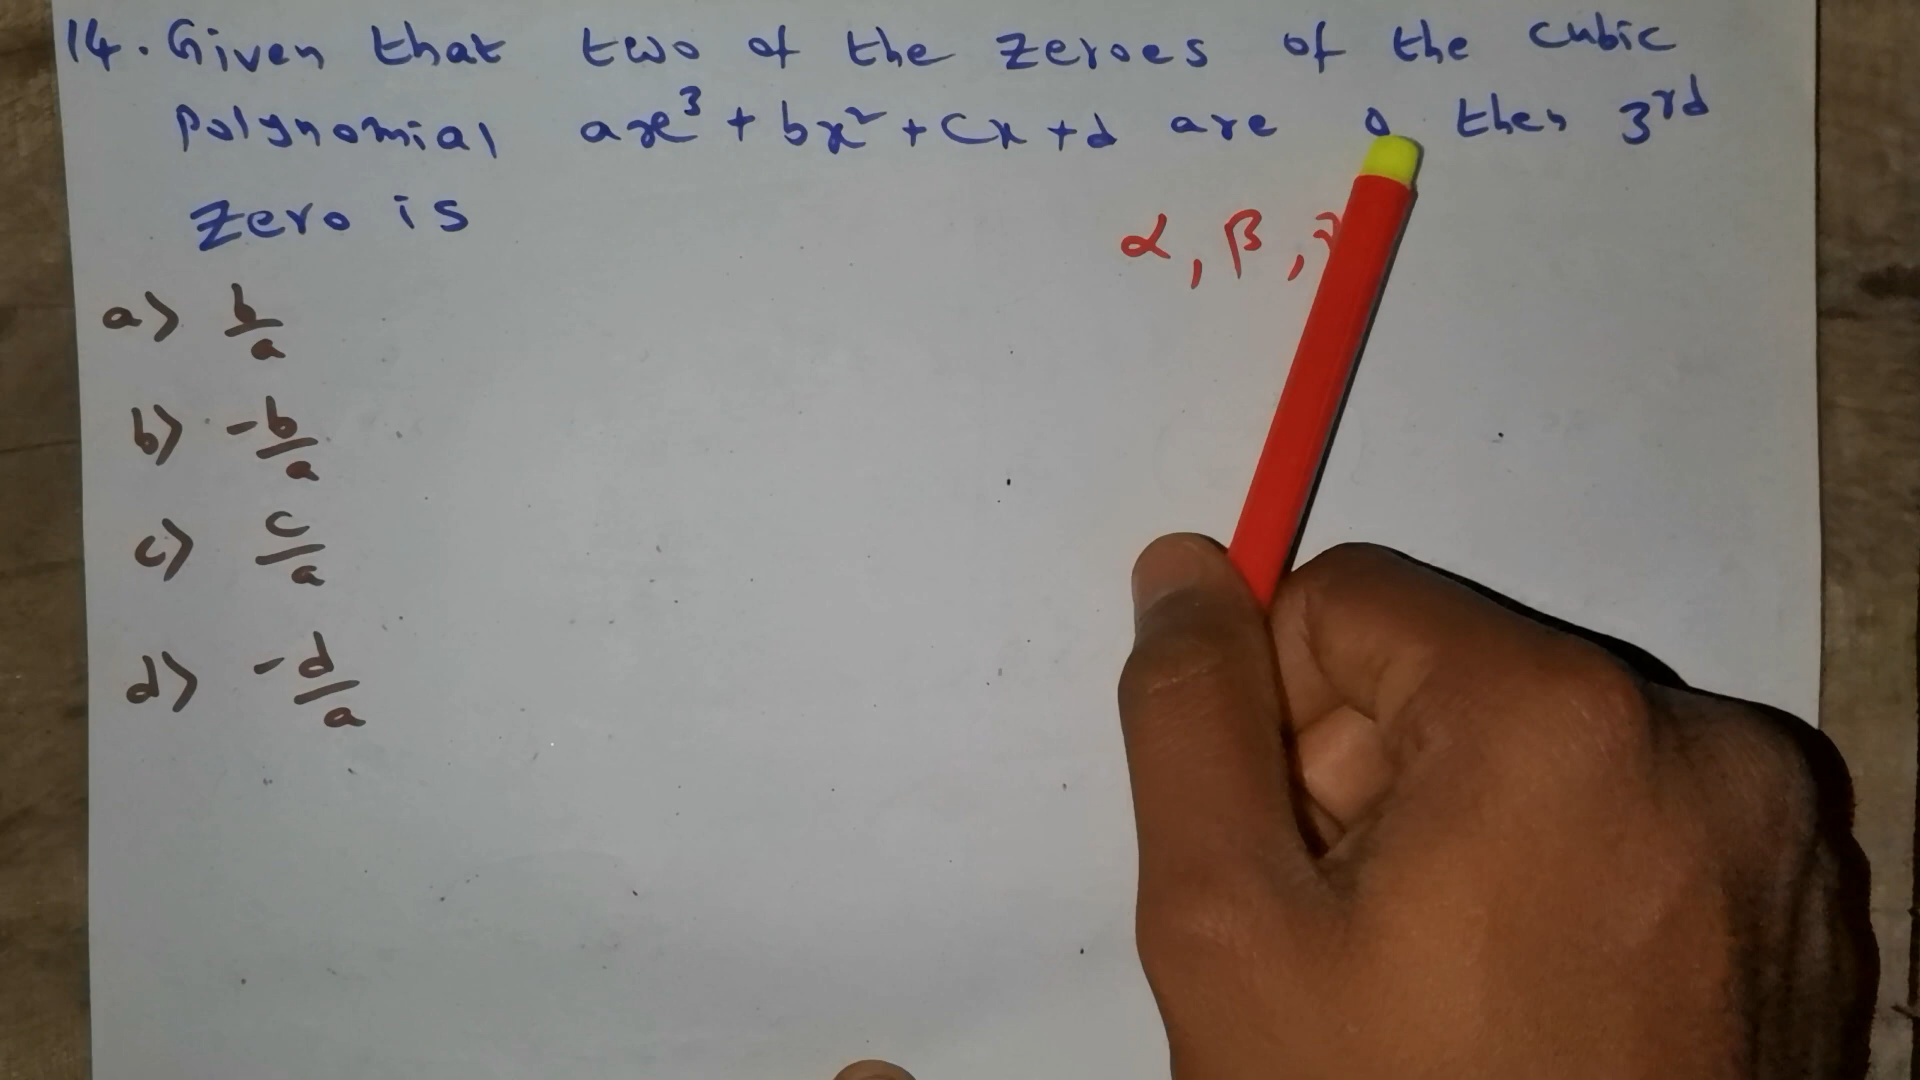 14. Given that two of the zeroes of the cubic
Polynomial ax³ + bx² + cx + d are 0 then 3rd
Zero is
α, β,
a) b/a
b) -b/a
c) c/a
d) -d/a